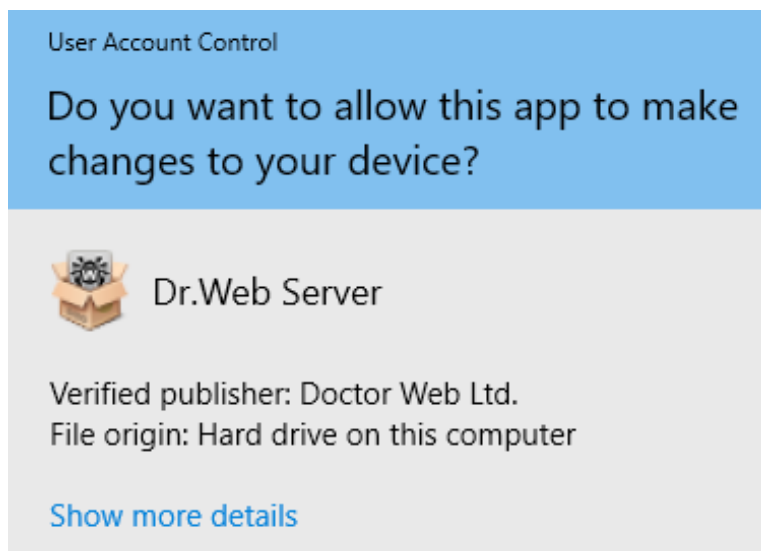 User Account Control
Do you want to allow this app to make
changes to your device?
Dr.Web Server
Verified publisher: Doctor Web Ltd.
File origin: Hard drive on this computer
Show more details